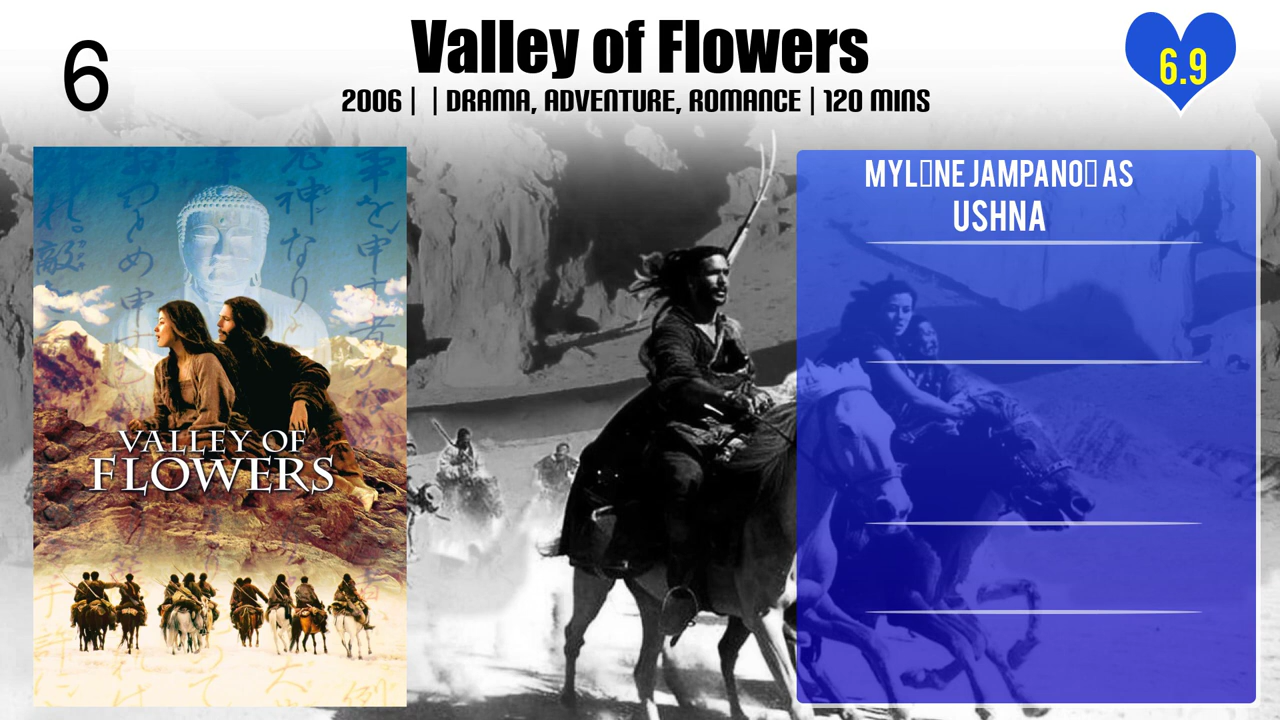 6
Valley of Flowers
2006 | | DRAMA, ADVENTURE, ROMANCE | 120 MINS
6.9
MYL▯NE JAMPANO▯ AS
USHNA
VALLEY OF
FLOWERS